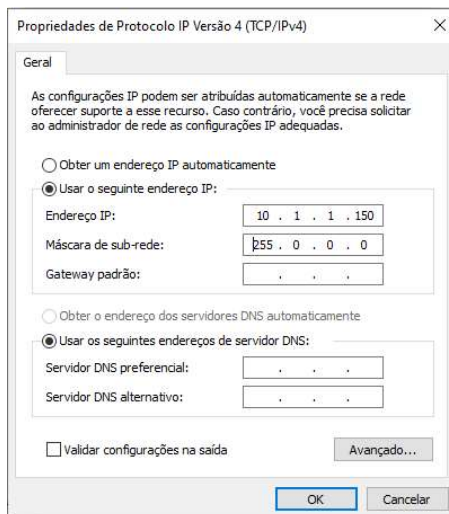 Propriedades de Protocolo IP Versão 4 (TCP/IPv4)
Geral
As configurações IP podem ser atribuídas automaticamente se a rede
oferecer suporte a esse recurso. Caso contrário, você precisa solicitar
ao administrador de rede as configurações IP adequadas.
Obter um endereço IP automaticamente
Usar o seguinte endereço IP:
Endereço IP: 10 . 1 . 1 . 150
Máscara de sub-rede: 255 . 0 . 0 . 0
Gateway padrão: . . .
Obter o endereço dos servidores DNS automaticamente
Usar os seguintes endereços de servidor DNS:
Servidor DNS preferencial: . . .
Servidor DNS alternativo: . . .
Validar configurações na saída Avançado...
OK Cancelar